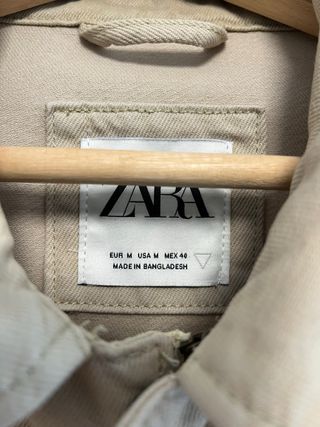 ZARA
EUR M USA M MEX 40
MADE IN BANGLADESH